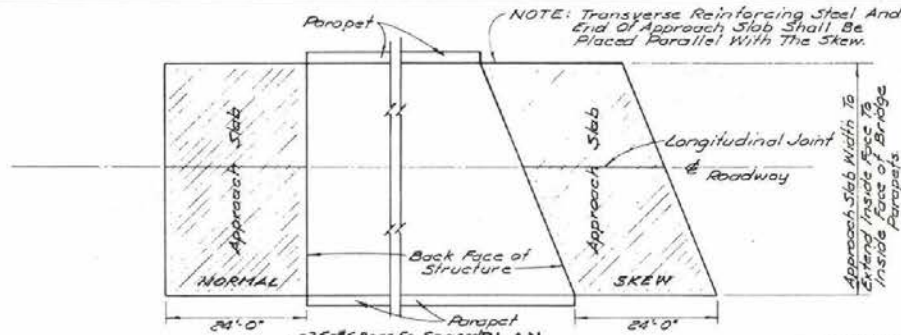 Parapet
NOTE: Transverse Reinforcing Steel And
End Of Approach Slab Shall Be
Placed Parallel With The Skew.
Approach Slab
Approach Slab
Longitudinal Joint
℄ Roadway
Approach Slab Width To
Extend Inside Face To
Inside Face of Bridge
Parapets.
Back Face of
Structure
NORMAL
SKEW
24'-0"
Parapet
24'-0"
PLAN